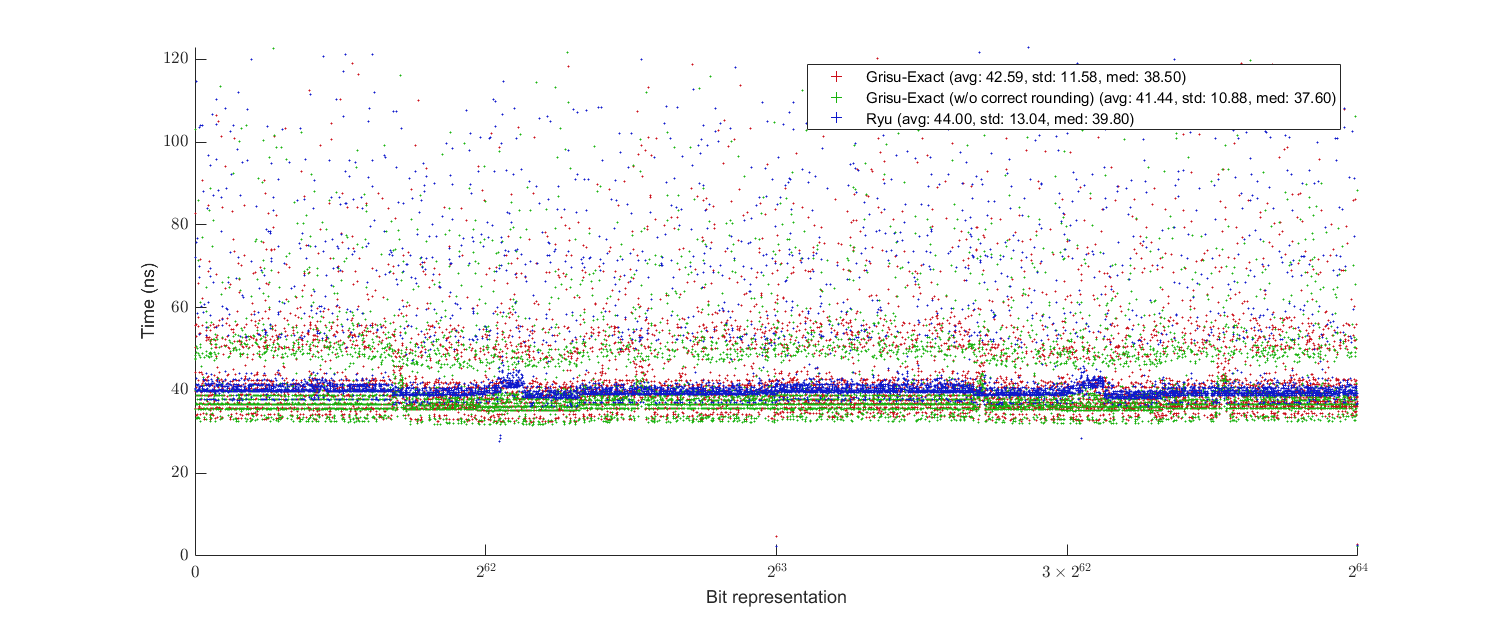 120
100
80
60
40
20
0
Time (ns)
Grisu-Exact (avg: 42.59, std: 11.58, med: 38.50)
Grisu-Exact (w/o correct rounding) (avg: 41.44, std: 10.88, med: 37.60)
Ryu (avg: 44.00, std: 13.04, med: 39.80)
0 2^62 2^63 3 × 2^62 2^64
Bit representation